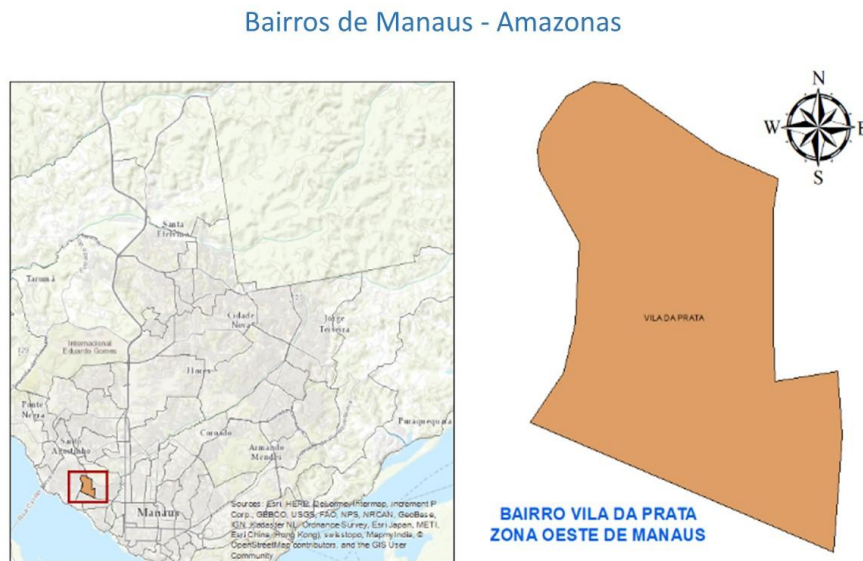 Bairros de Manaus - Amazonas
N
W
E
S
Santa
Etelvina
Tarumã
Cidade
Nova
Jorge
Teixeira
Internacional
Eduardo Gomes
Flores
Ponta
Negra
Puraquequara
Coroado
Santo
Agostinho
Armando
Mendes
VILA DA PRATA
Manaus
Sources: Esri, HERE, DeLorme, Intermap, increment P
Corp., GEBCO, USGS, FAO, NPS, NRCAN, GeoBase,
IGN, Kadaster NL, Ordnance Survey, Esri Japan, METI,
Esri China (Hong Kong), swisstopo, MapmyIndia, ©
OpenStreetMap contributors, and the GIS User
Community
BAIRRO VILA DA PRATA
ZONA OESTE DE MANAUS